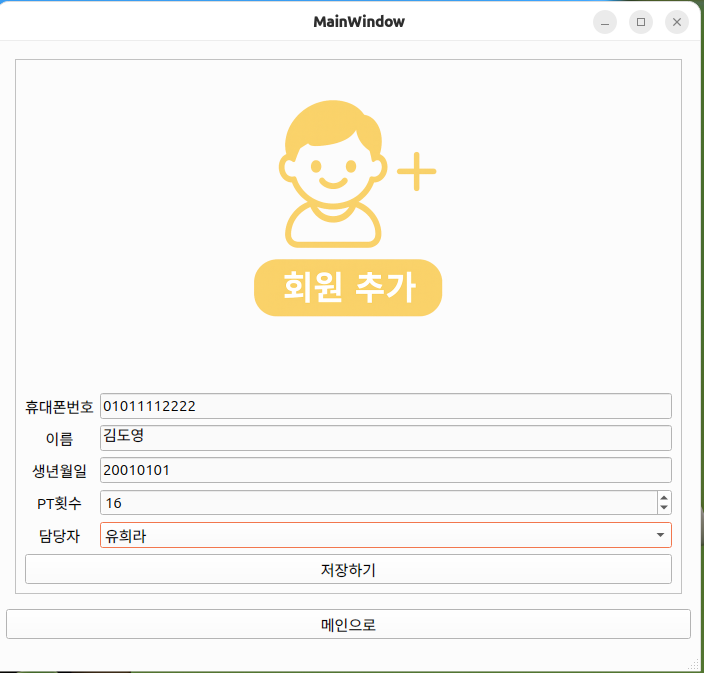 MainWindow
회원 추가
휴대폰번호 01011112222
이름 김도영
생년월일 20010101
PT횟수 16
담당자 유희라
저장하기
메인으로